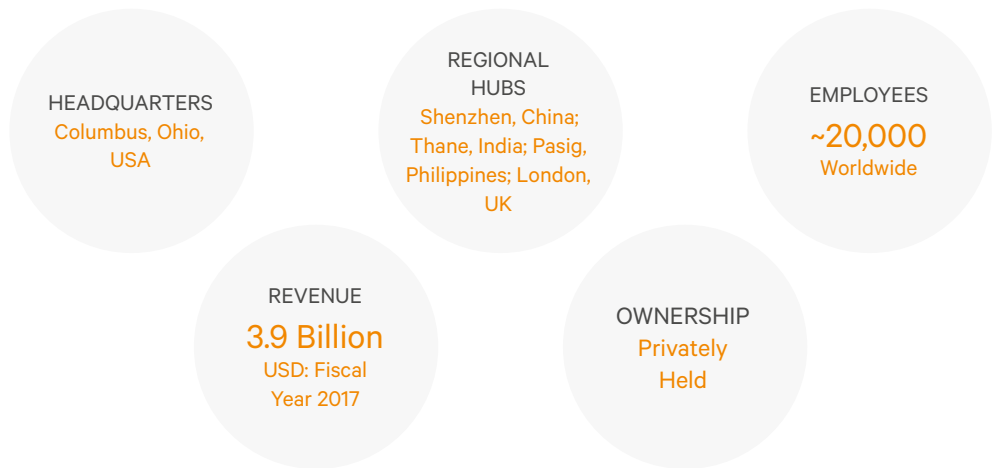 HEADQUARTERS
Columbus, Ohio,
USA
REGIONAL
HUBS
Shenzhen, China;
Thane, India; Pasig,
Philippines; London,
UK
EMPLOYEES
~20,000
Worldwide
REVENUE
3.9 Billion
USD: Fiscal
Year 2017
OWNERSHIP
Privately
Held